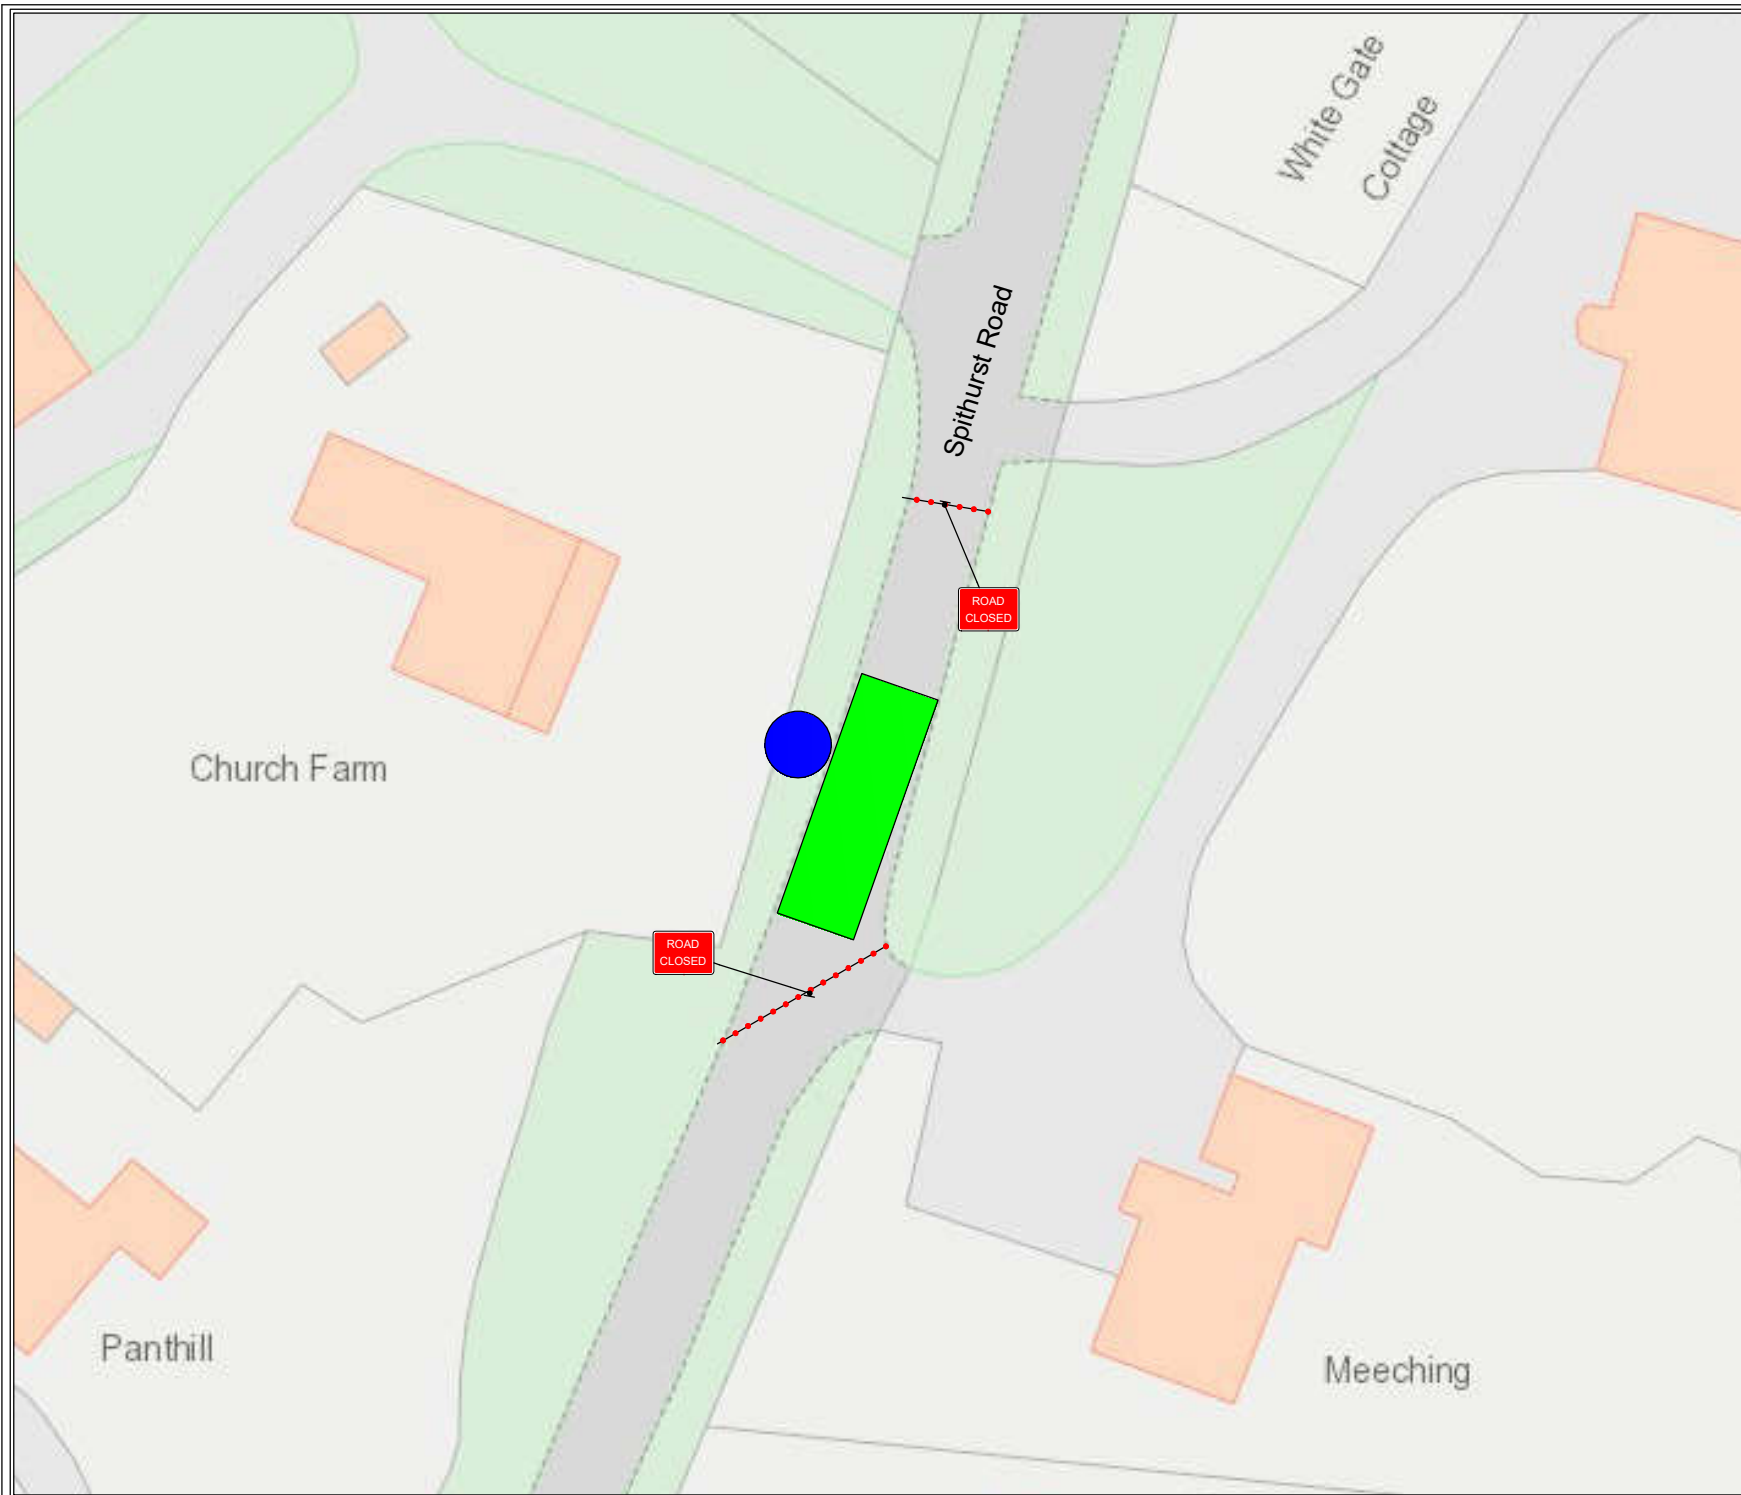 White Gate
Cottage
Spithurst Road
ROAD
CLOSED
Church Farm
ROAD
CLOSED
Panthill
Meeching